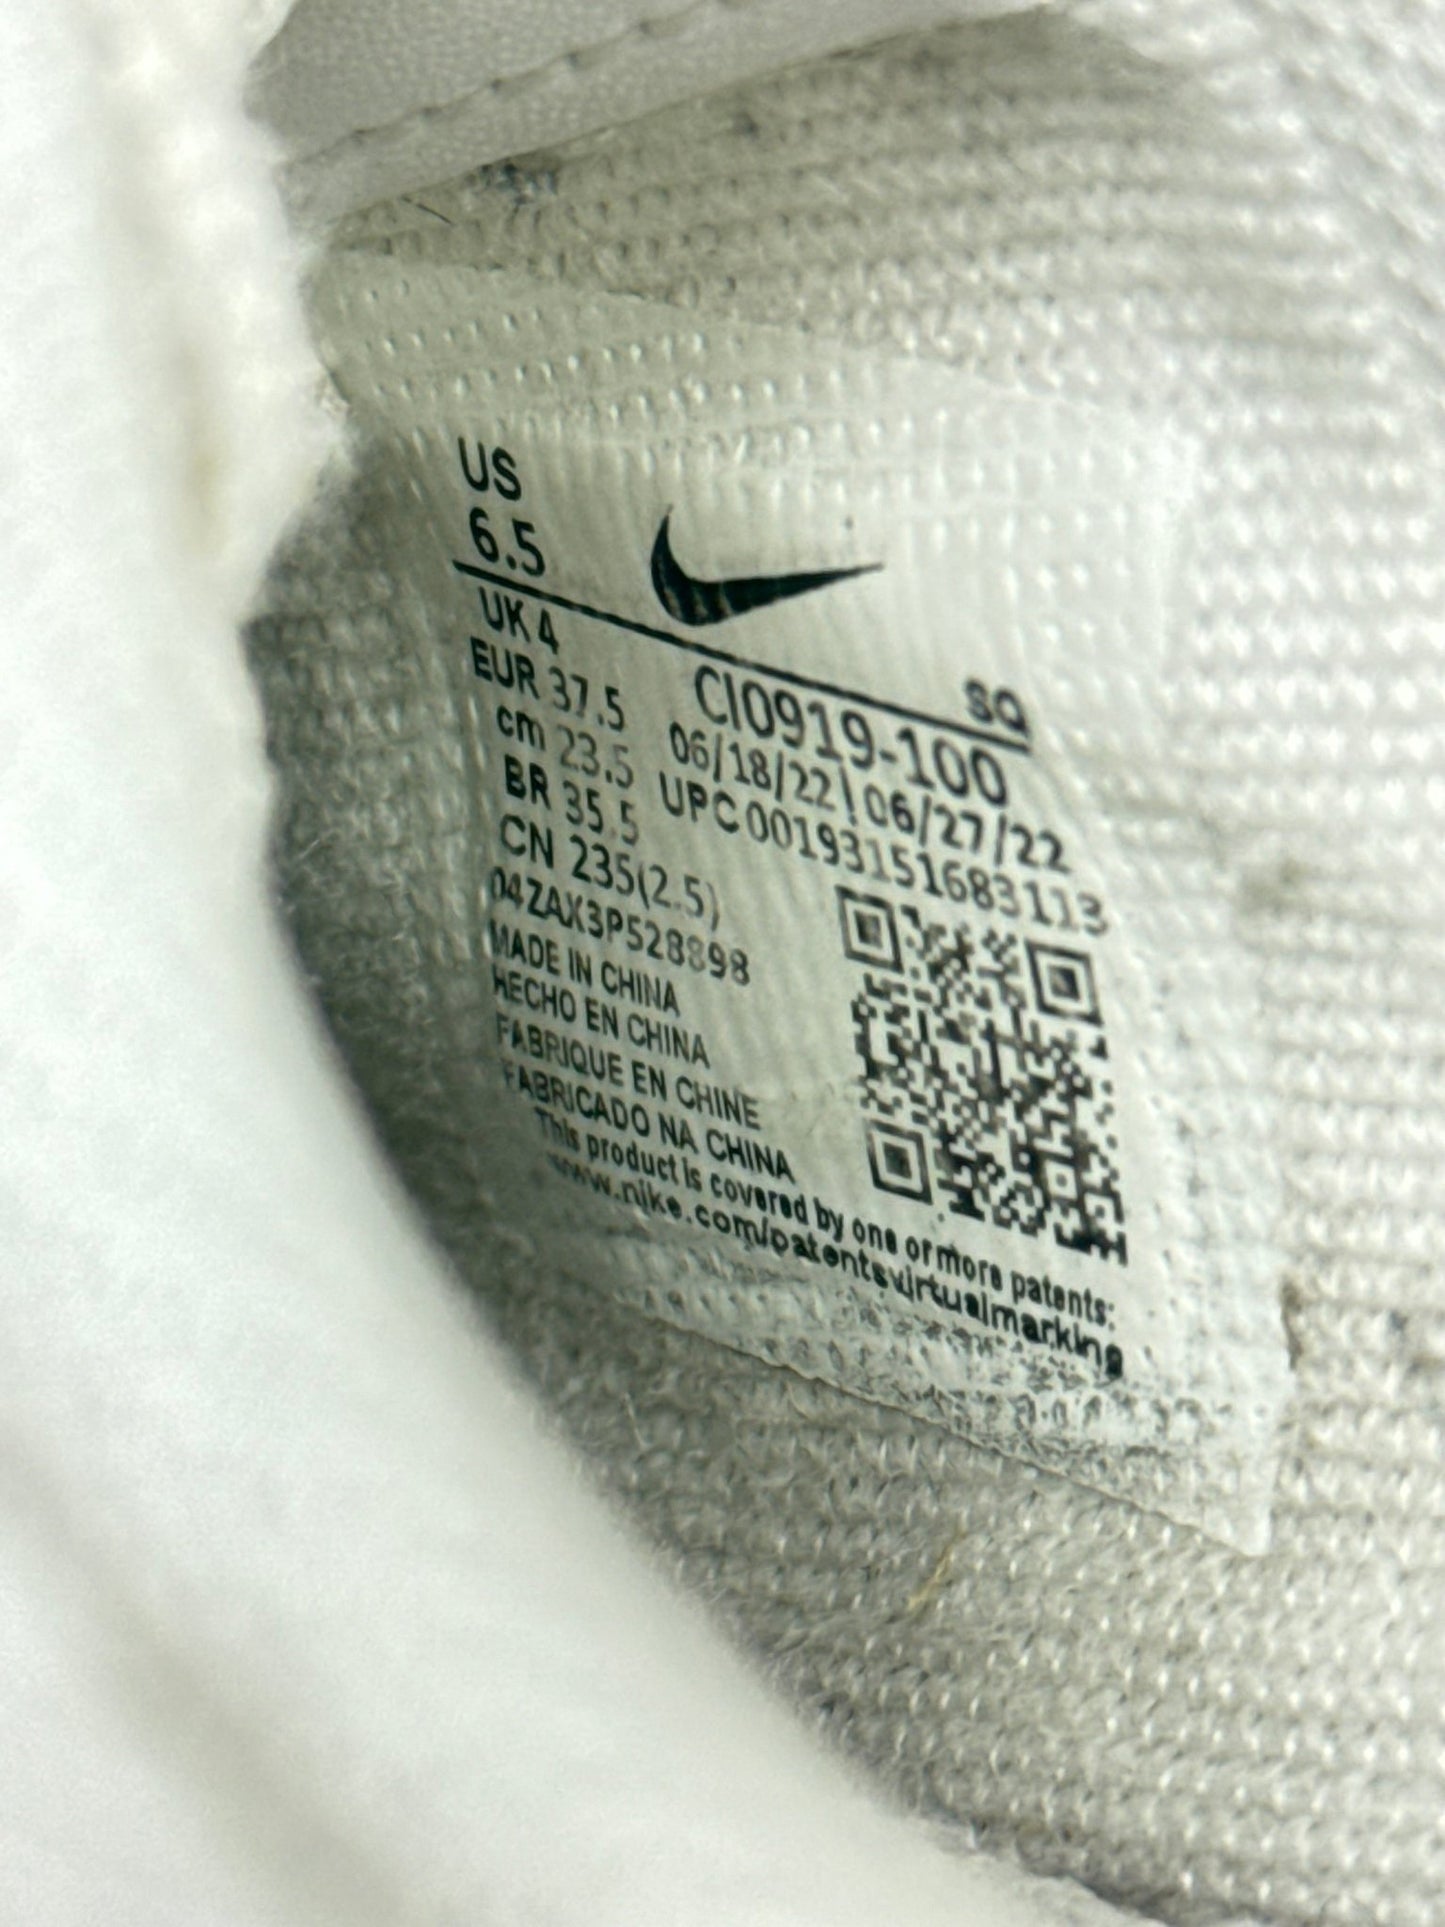 US
6.5
SQ
UK 4
EUR 37.5
cm 23.5
BR 35.5
CN 235(2.5)
CI0919-100
06/18/22 | 06/27/22
UPC 00193151683113
04ZAX3P528898
MADE IN CHINA
HECHO EN CHINA
FABRIQUE EN CHINE
FABRICADO NA CHINA
This product is covered by one or more patents:
www.nike.com/patentsvirtualmarking